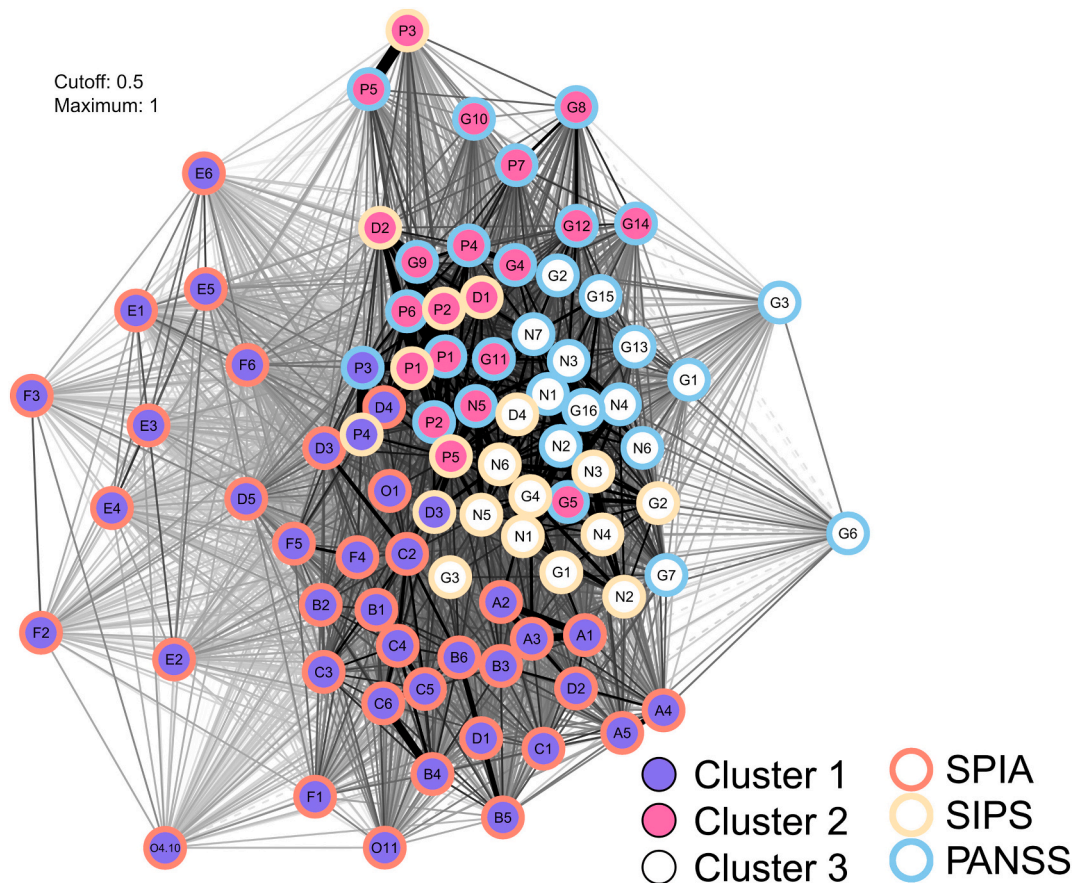 P3
Cutoff: 0.5
Maximum: 1
P5
G10
G8
P7
E6
D2
G12
G14
P4
G9
G4
G2
E5
G15
D1
G3
E1
P6
P2
N7
G13
P1
G11
N3
F6
P3
P1
G1
F3
N1
D4
N5
G16
N4
D4
E3
P2
P4
D3
N2
N6
P5
N6
N3
O1
D5
G4
G5
G2
E4
D3
N5
G6
N1
N4
F5
F4
C2
G3
G1
G7
N2
B2
B1
A2
F2
A3
A1
C4
E2
B6
B3
C3
C5
D2
C6
A4
A5
D1
C1
B4
Cluster 1
SPIA
F1
B5
Cluster 2
SIPS
O4.10
O11
Cluster 3
PANSS